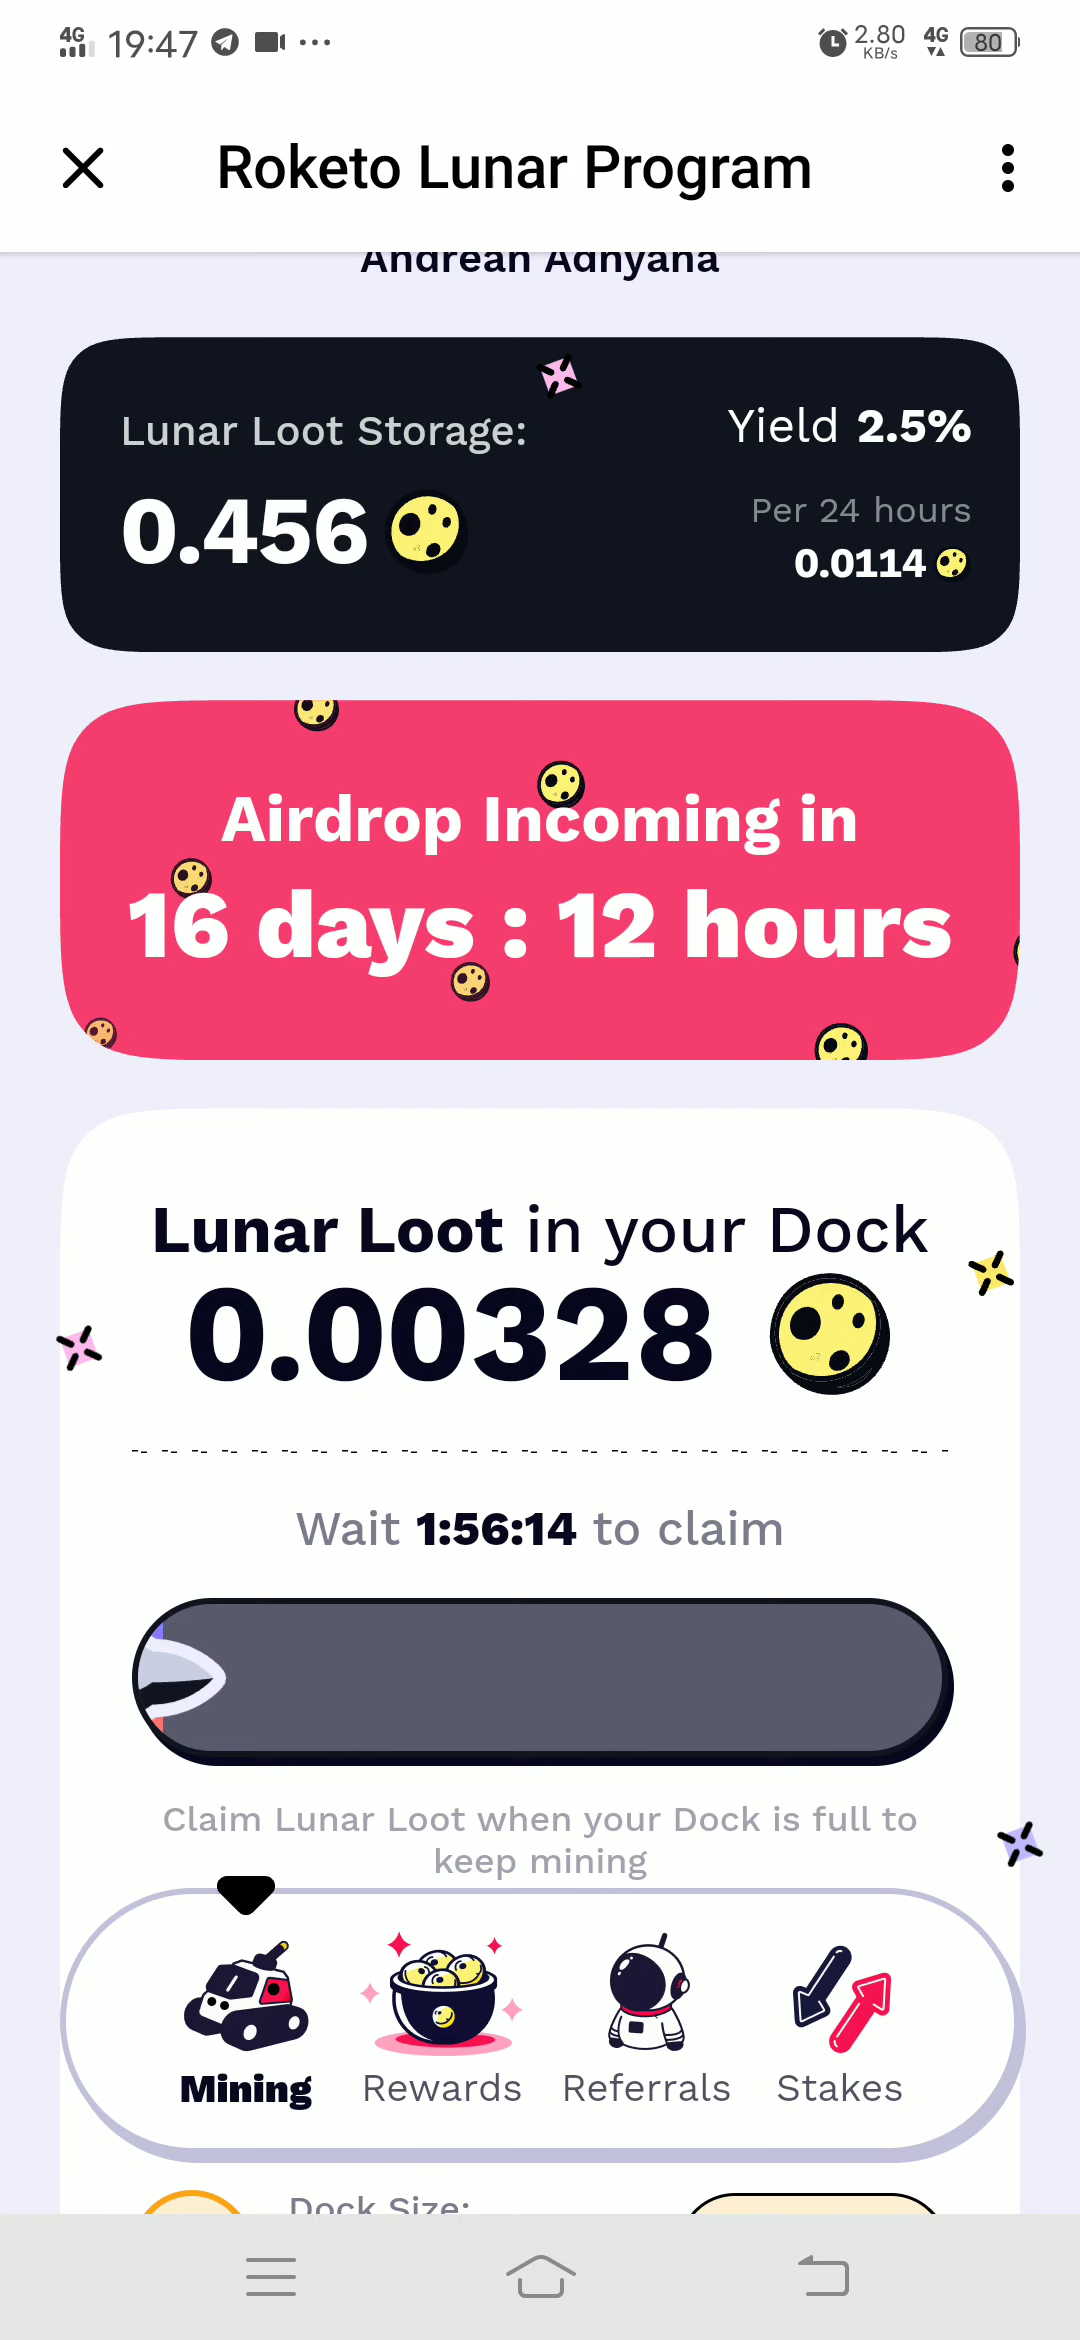 4G 19:47 2.80 KB/s 4G 80
Roketo Lunar Program
Andrean Adnyana
Lunar Loot Storage:
Yield 2.5%
0.456
Per 24 hours
0.0114
Airdrop Incoming in
16 days : 12 hours
Lunar Loot in your Dock
0.00328
Wait 1:56:14 to claim
Claim Lunar Loot when your Dock is full to
keep mining
Mining Rewards Referrals Stakes
Dock Size: